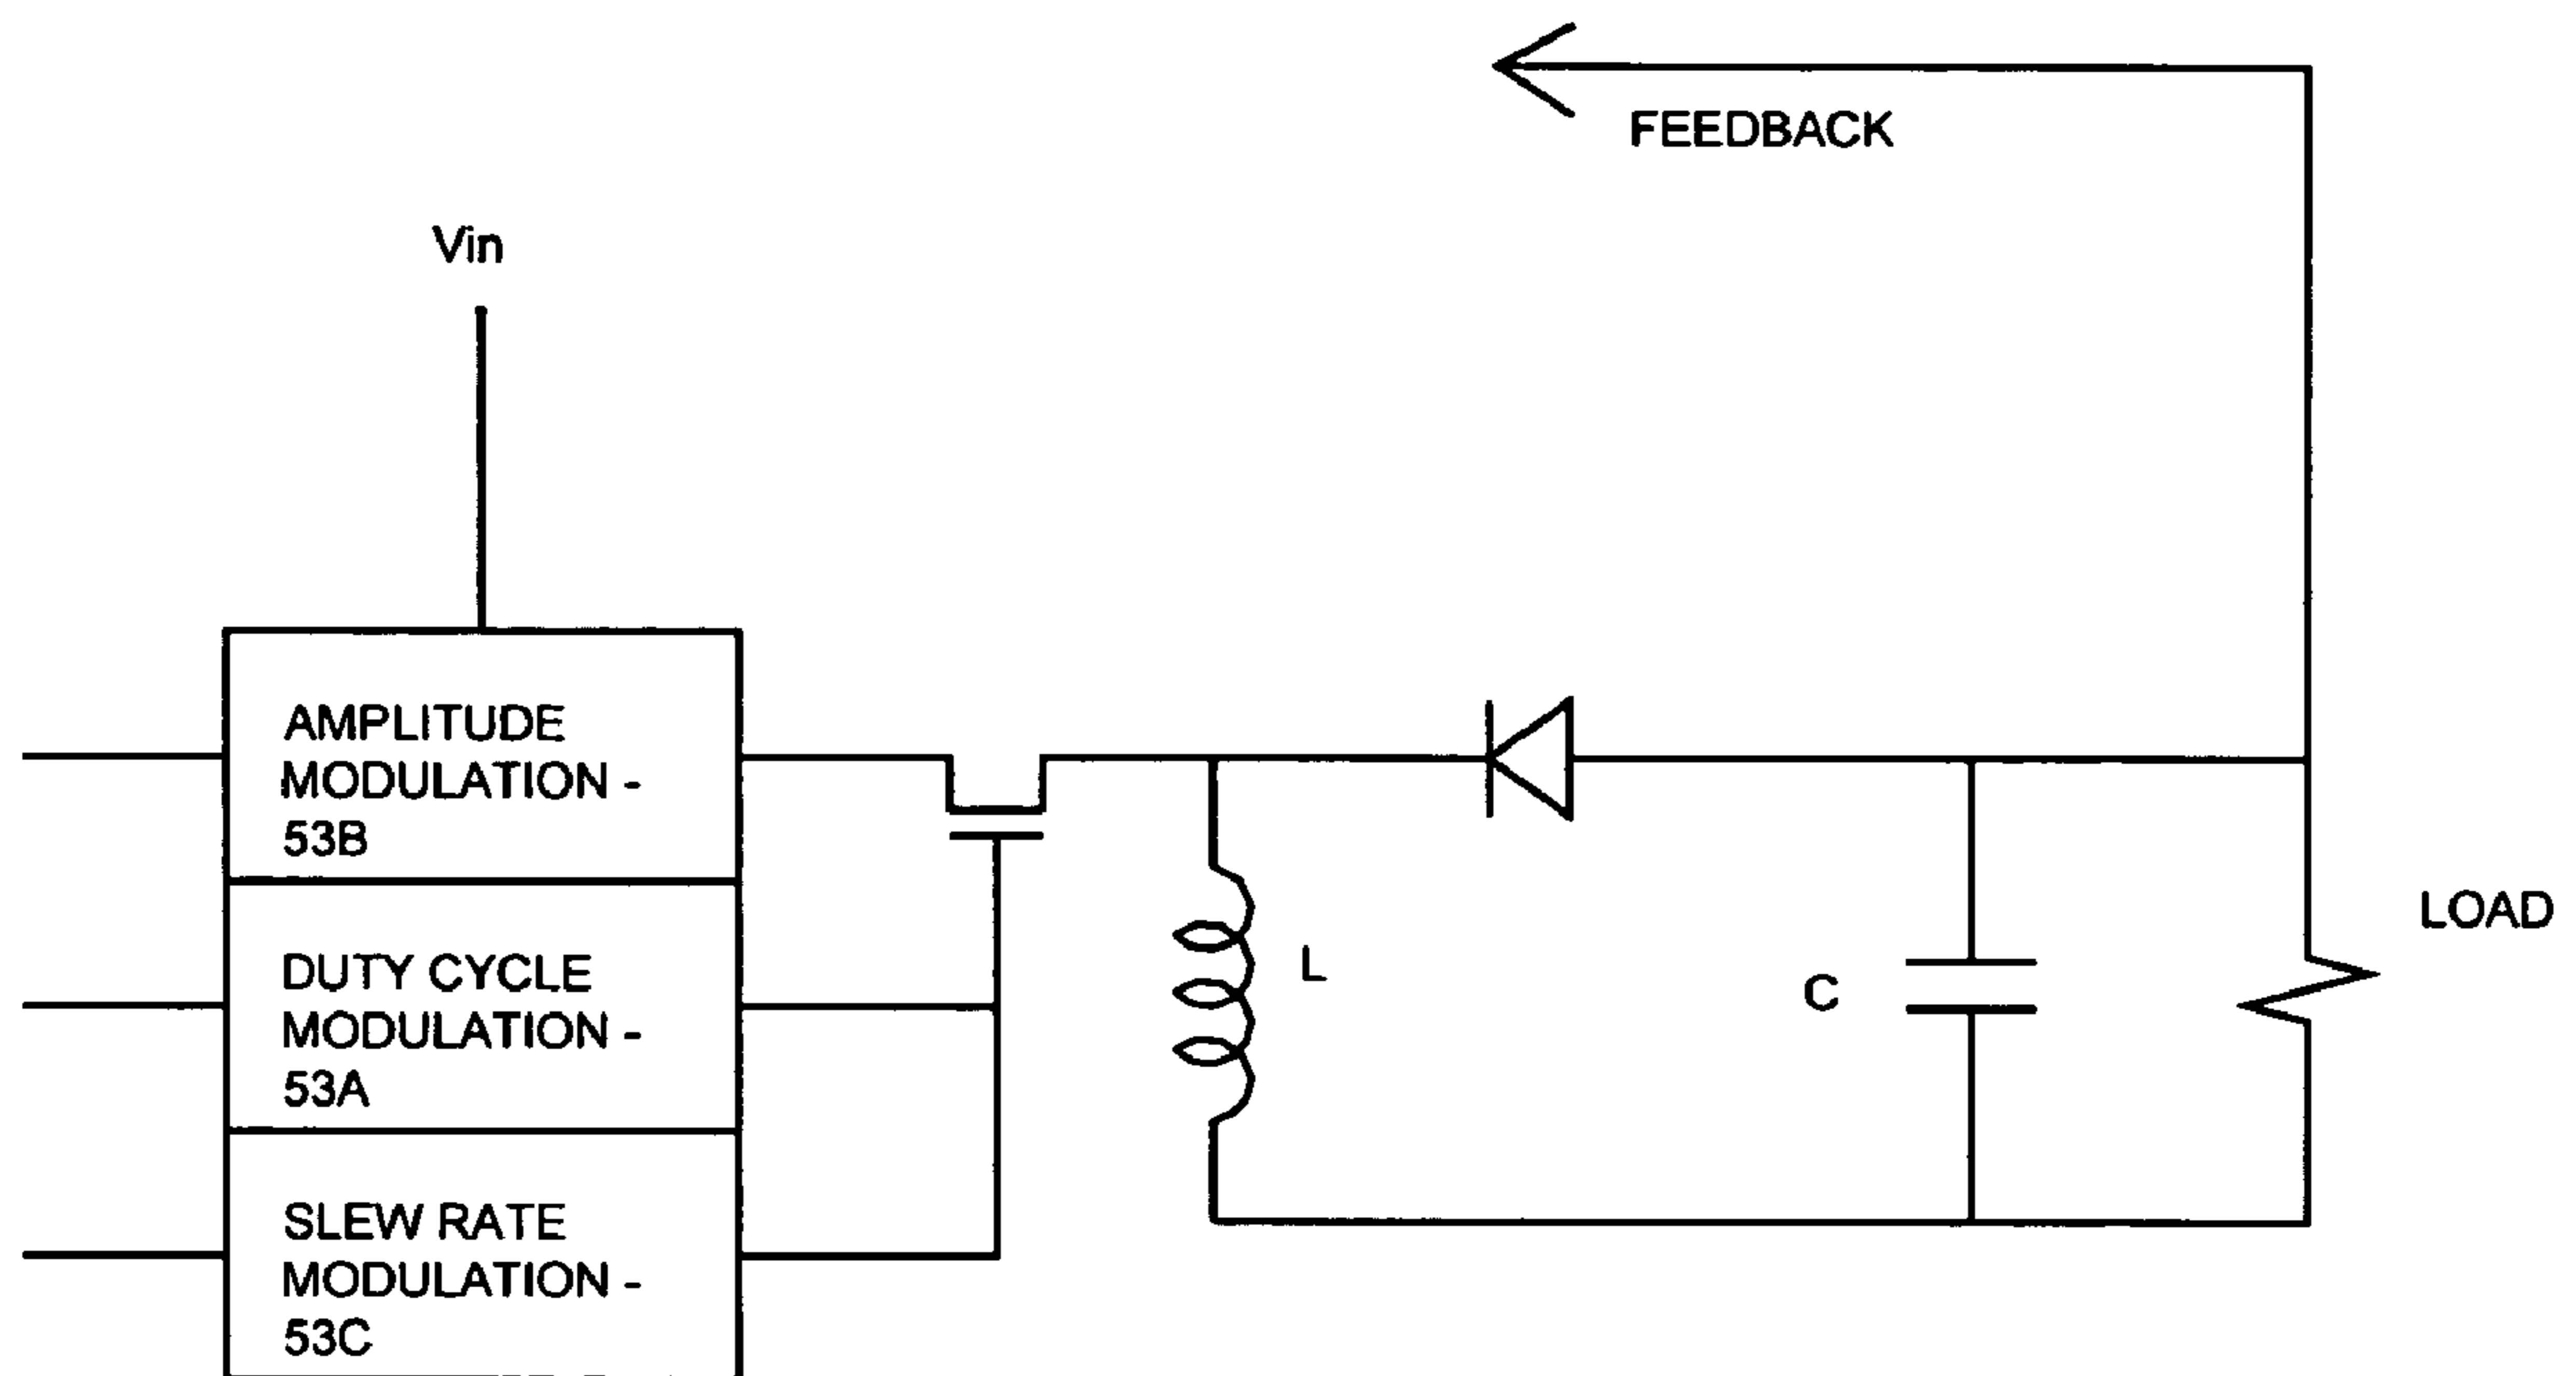 FEEDBACK
Vin
AMPLITUDE
MODULATION -
53B
DUTY CYCLE
MODULATION -
53A
SLEW RATE
MODULATION -
53C
L
C
LOAD